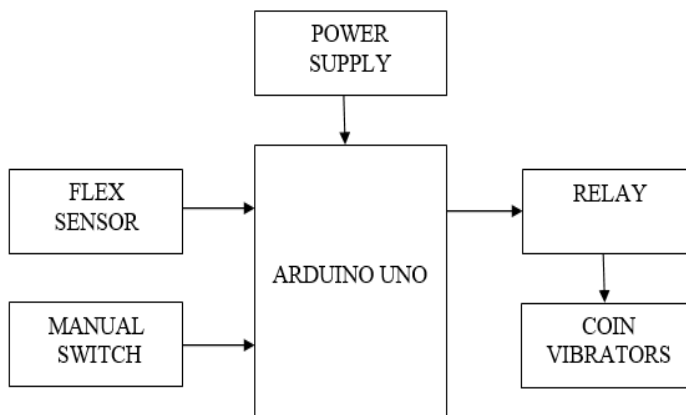 POWER
SUPPLY
FLEX
SENSOR
ARDUINO UNO
RELAY
MANUAL
SWITCH
COIN
VIBRATORS